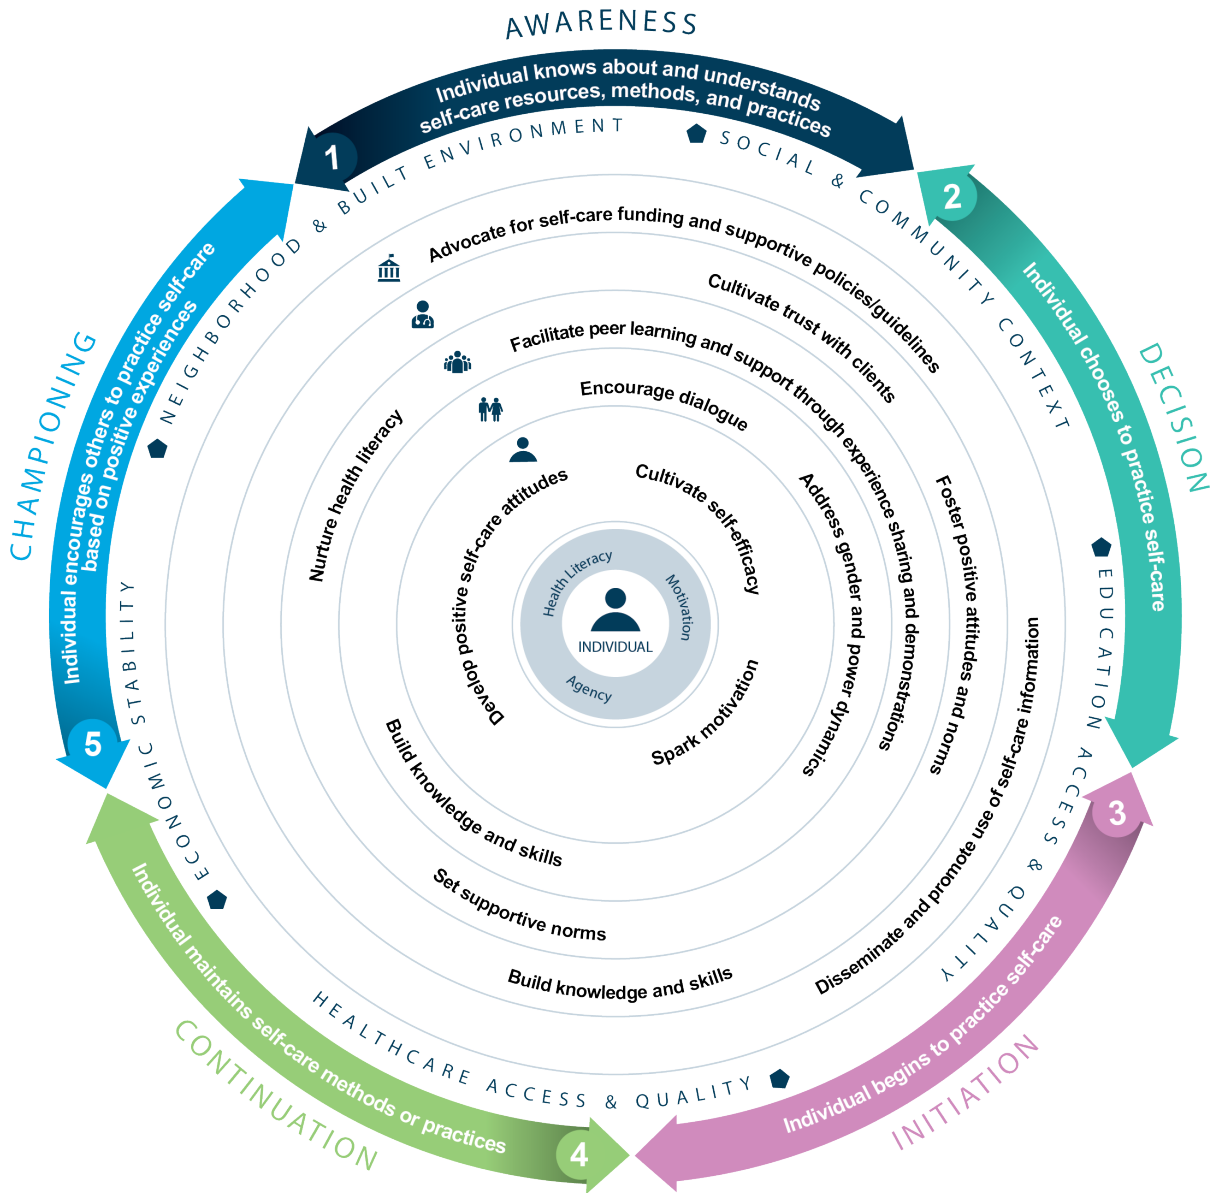 AWARENESS
1
Individual knows about and understands
self-care resources, methods, and practices
2
DECISION
Individual chooses to practice self-care
3
INITIATION
Individual begins to practice self-care
4
CONTINUATION
Individual maintains self-care methods or practices
5
CHAMPIONING
Individual encourages others to practice self-care
based on positive experiences
NEIGHBORHOOD & BUILT ENVIRONMENT
SOCIAL & COMMUNITY CONTEXT
EDUCATION ACCESS & QUALITY
HEALTHCARE ACCESS & QUALITY
ECONOMIC STABILITY
Advocate for self-care funding and supportive policies/guidelines
Disseminate and promote use of self-care information
Cultivate trust with clients
Foster positive attitudes and norms
Build knowledge and skills
Nurture health literacy
Facilitate peer learning and support through experience sharing and demonstrations
Set supportive norms
Encourage dialogue
Address gender and power dynamics
Build knowledge and skills
Develop positive self-care attitudes
Cultivate self-efficacy
Spark motivation
Health Literacy
Motivation
Agency
INDIVIDUAL